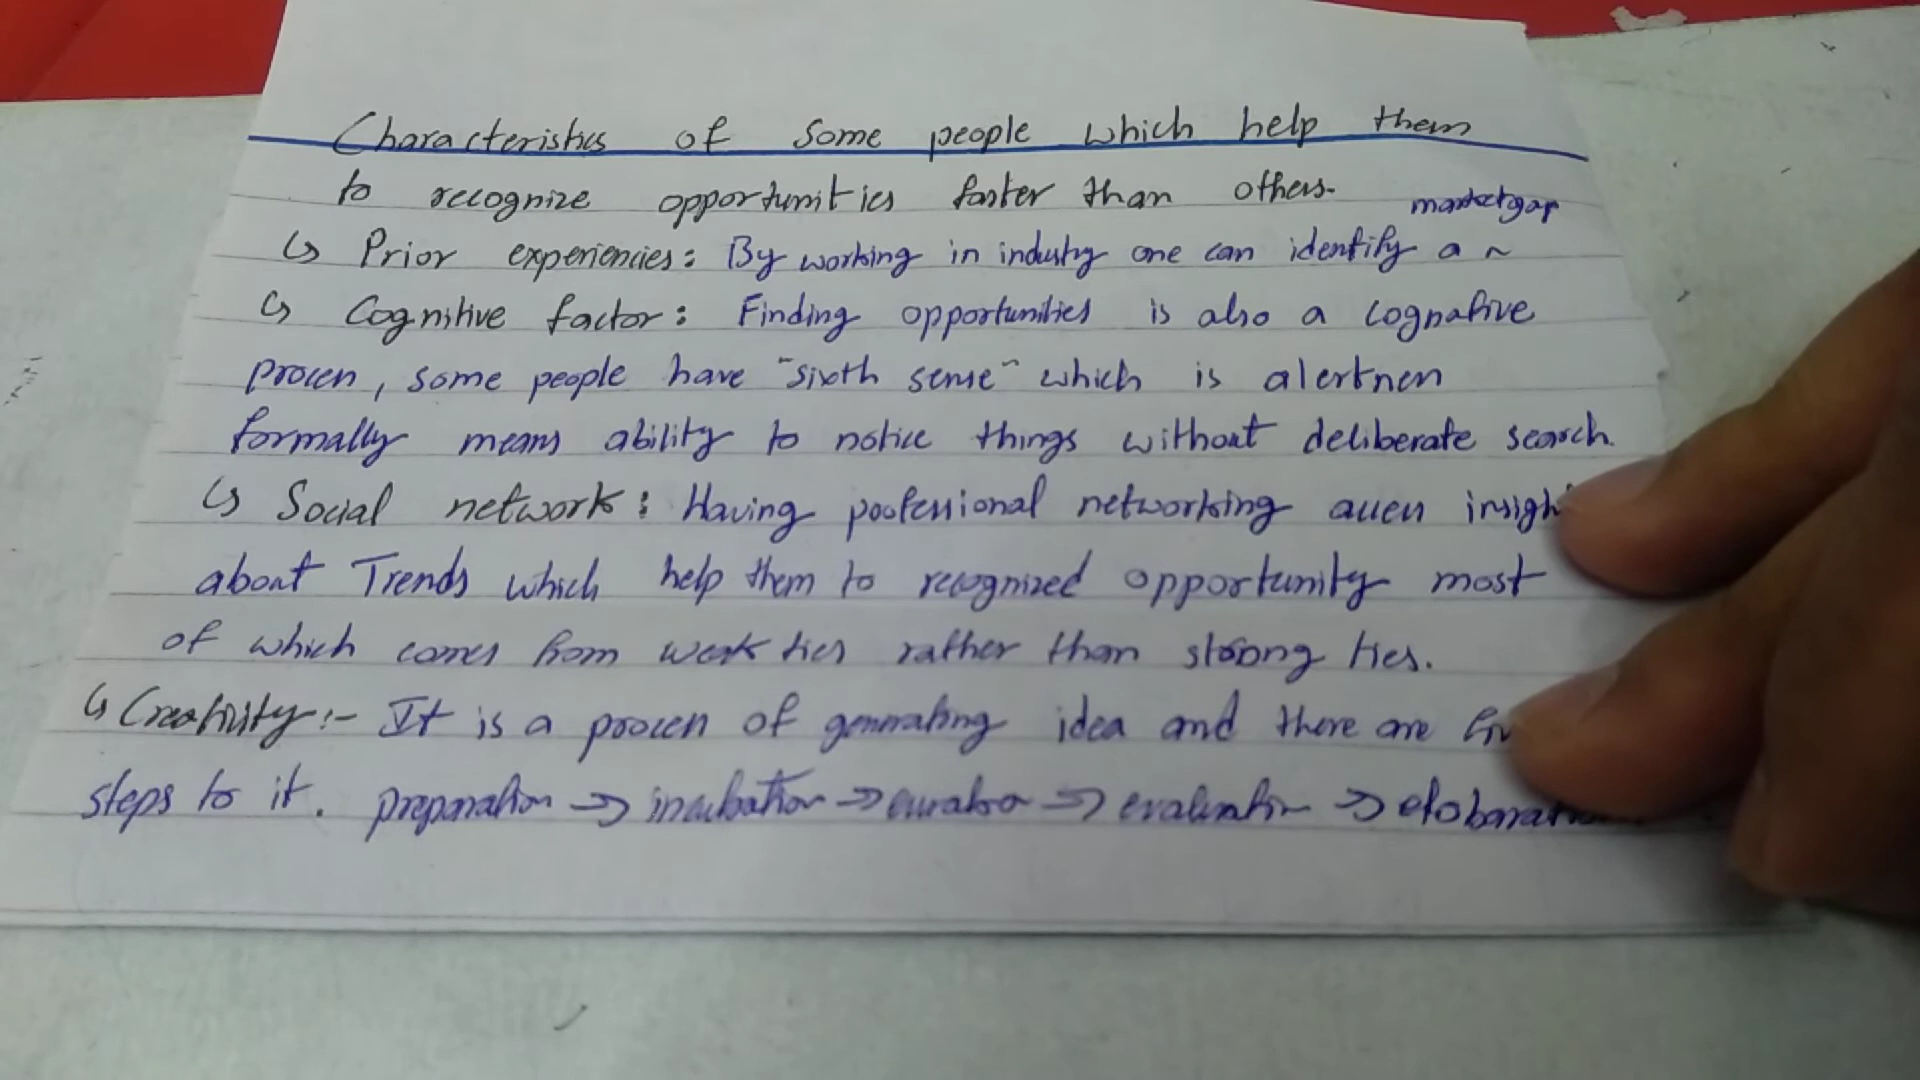 Characteristics of Some people which help them
to recognize opportunities faster than others.
↳ Prior experiencies: By working in industry one can identify a ~ marketgap
↳ Cognitive factor: Finding opportunities is also a cognative
process, some people have "sixth sense" which is alertness
formally means ability to notice things without deliberate search.
↳ Social network: Having professional networking access
about Trends which help them to recognized opportunity most
of which comes from weak ties rather than strong ties.
↳ Creativity:- It is a process of generating idea and there are
steps to it. preparation → incubation → → evaluation →